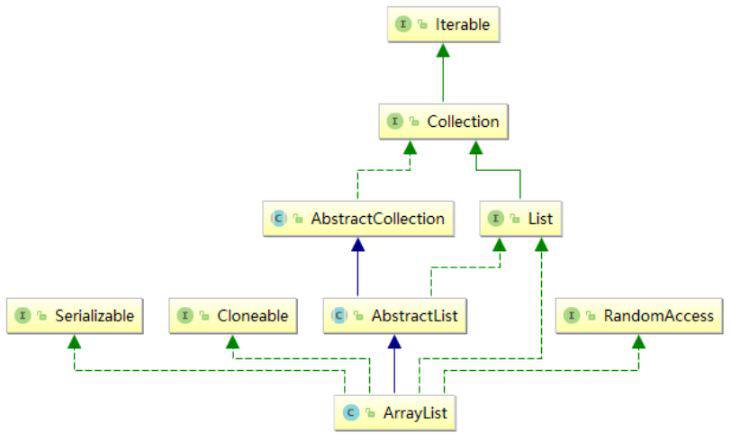 I Iterable
I Collection
C AbstractCollection
I List
I Serializable
I Cloneable
C AbstractList
I RandomAccess
C ArrayList